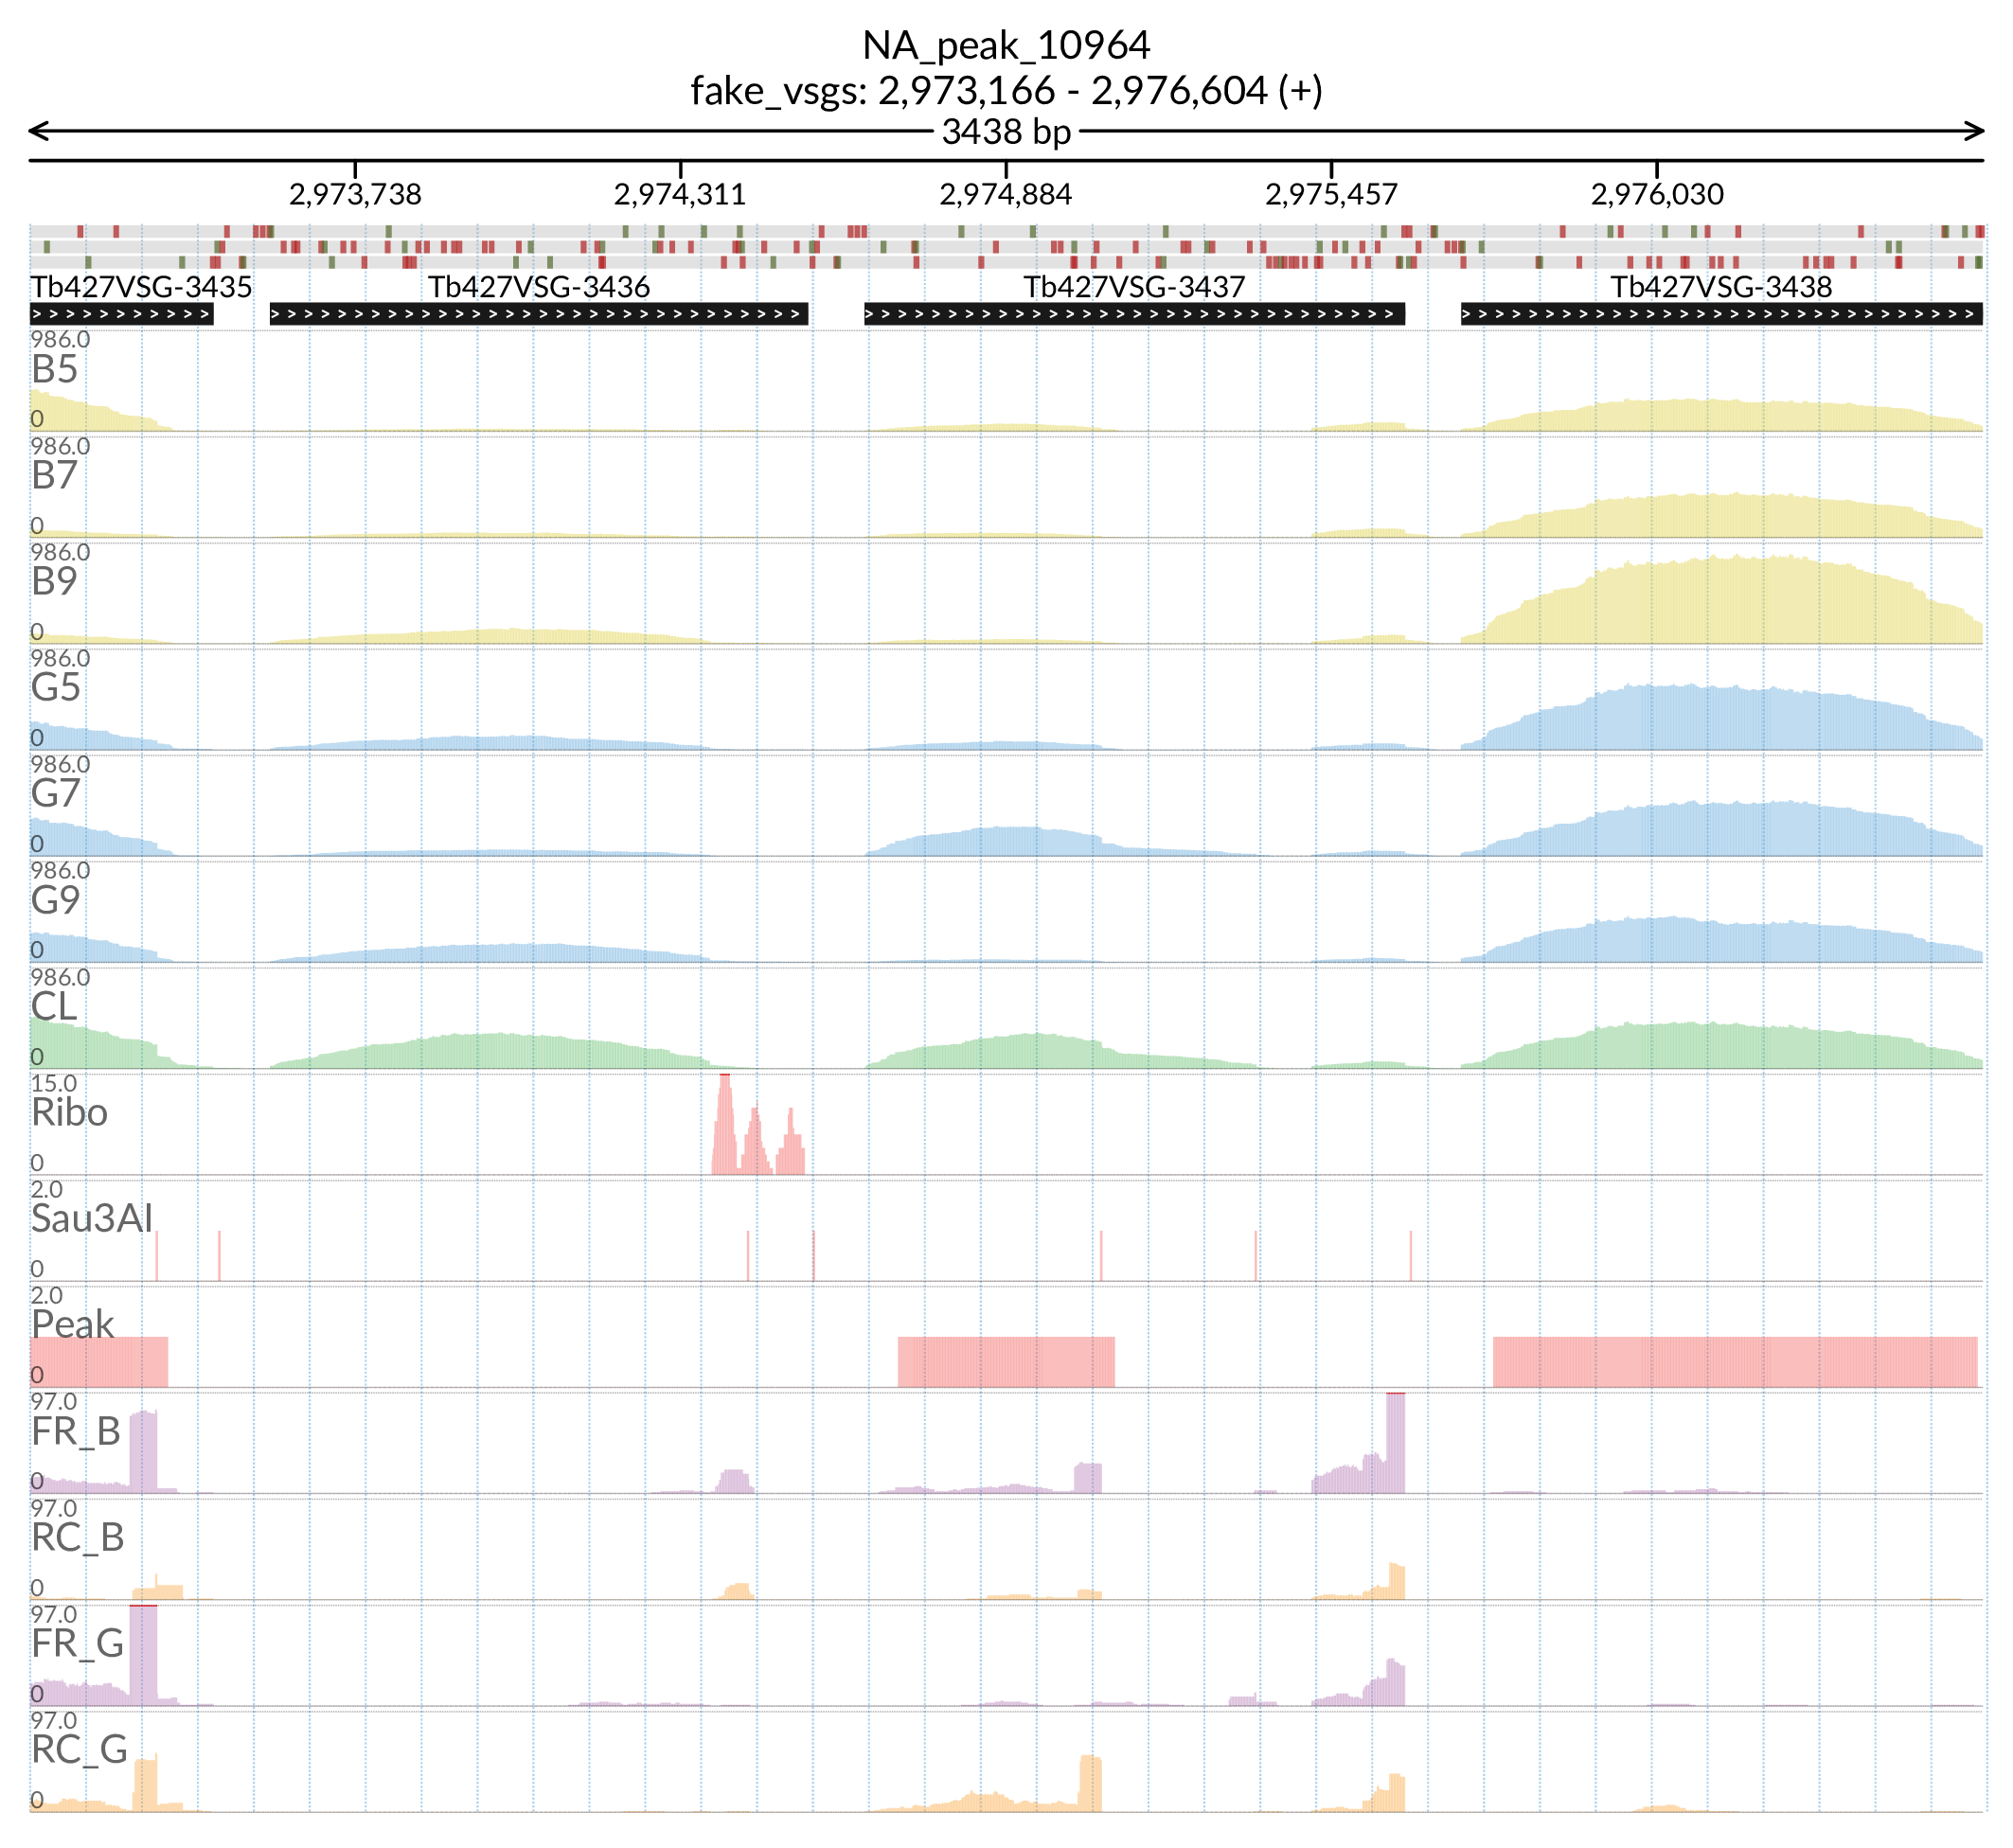 NA_peak_10964
fake_vsgs: 2,973,166 - 2,976,604 (+)
3438 bp
2,973,738 2,974,311 2,974,884 2,975,457 2,976,030
Tb427VSG-3435 Tb427VSG-3436 Tb427VSG-3437 Tb427VSG-3438
986.0
B5
0
986.0
B7
0
986.0
B9
0
986.0
G5
0
986.0
G7
0
986.0
G9
0
986.0
CL
0
15.0
Ribo
0
2.0
Sau3AI
0
2.0
Peak
0
97.0
FR_B
0
97.0
RC_B
0
97.0
FR_G
0
97.0
RC_G
0